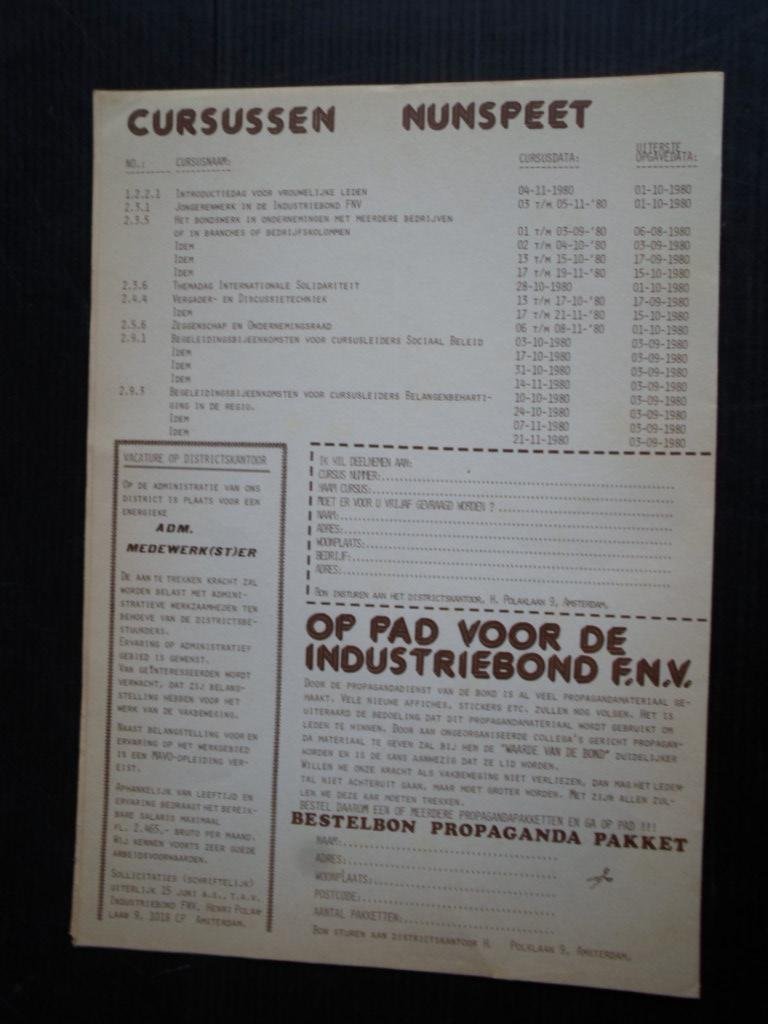 CURSUSSEN NUNSPEET
NO.: CURSUSNAAM: CURSUSDATA: UITERSTE OPGAVEDATA:
1.2.2.1 INTRODUCTIEDAG VOOR VROUWELIJKE LEDEN 04-11-1980 01-10-1980
2.3.1 JONGERENWERK IN DE INDUSTRIEBOND FNV 03 T/M 05-11-'80 01-10-1980
2.3.5 HET BONDSWERK IN ONDERNEMINGEN MET MEERDERE BEDRIJVEN
OF IN BRANCHES OF BEDRIJFSKOLOMMEN 01 T/M 03-09-'80 06-08-1980
IDEM 02 T/M 04-10-'80 03-09-1980
IDEM 13 T/M 15-10-'80 17-09-1980
IDEM 17 T/M 19-11-'80 15-10-1980
2.3.6 THEMADAG INTERNATIONALE SOLIDARITEIT 28-10-1980 01-10-1980
2.4.4 VERGADER- EN DISCUSSIETECHNIEK 13 T/M 17-10-'80 17-09-1980
IDEM 17 T/M 21-11-'80 15-10-1980
2.5.6 ZEGGENSCHAP EN ONDERNEMINGSRAAD 06 T/M 08-11-'80 01-10-1980
2.9.1 BEGELEIDINGSBIJEENKOMSTEN VOOR CURSUSLEIDERS SOCIAAL BELEID 03-10-1980 03-09-1980
IDEM 17-10-1980 03-09-1980
IDEM 31-10-1980 03-09-1980
IDEM 14-11-1980 03-09-1980
2.9.3 BEGELEIDINGSBIJEENKOMSTEN VOOR CURSUSLEIDERS BELANGENBEHARTI- 10-10-1980 03-09-1980
GING IN DE REGIO. 24-10-1980 03-09-1980
IDEM 07-11-1980 03-09-1980
IDEM 21-11-1980 03-09-1980
VACATURE OP DISTRICTSKANTOOR
OP DE ADMINISTRATIE VAN ONS
DISTRICT IS PLAATS VOOR EEN
ENERGIEKE
ADM.
MEDEWERK(ST)ER
DE AAN TE TREKKEN KRACHT ZAL
WORDEN BELAST MET ADMINI-
STRATIEVE WERKZAAMHEDEN TEN
BEHOEVE VAN DE DISTRICTSBE-
STUURDERS.
ERVARING OP ADMINISTRATIEF
GEBIED IS GEWENST.
VAN GEÏNTERESSEERDEN WORDT
VERWACHT, DAT ZIJ BELANG-
STELLING HEBBEN VOOR HET
WERK VAN DE VAKBEWEGING.
NAAST BELANGSTELLING VOOR EN
ERVARING OP HET WERKGEBIED
IS EEN MAVO-OPLEIDING VER-
EIST.
AFHANKELIJK VAN LEEFTIJD EN
ERVARING BEDRAAGT HET BEREIK-
BARE SALARIS MAXIMAAL
FL. 2.465,- BRUTO PER MAAND.
WIJ KENNEN VOORTS ZEER GOEDE
ARBEIDSVOORWAARDEN.
SOLLICITATIES (SCHRIFTELIJK)
UITERLIJK 15 JUNI A.S., T.A.V.
INDUSTRIEBOND FNV, HENRI POLAK
LAAN 9, 1018 CP AMSTERDAM.
IK WIL DEELNEMEN AAN:
CURSUS NUMMER:
NAAM CURSUS:
MOET ER VOOR U VRIJAF GEVRAAGD WORDEN ?
NAAM:
ADRES:
WOONPLAATS:
BEDRIJF:
ADRES:
BON INSTUREN AAN HET DISTRICTSKANTOOR, H. POLAKLAAN 9, AMSTERDAM.
OP PAD VOOR DE
INDUSTRIEBOND F.N.V.
DOOR DE PROPAGANDADIENST VAN DE BOND IS AL VEEL PROPAGANDAMATERIAAL GE-
MAAKT. VELE NIEUWE AFFICHES, STICKERS ETC. ZULLEN NOG VOLGEN. HET IS
UITERAARD DE BEDOELING DAT DIT PROPAGANDAMATERIAAL WORDT GEBRUIKT OM
LEDEN TE WINNEN. DOOR AAN ONGEORGANISEERDE COLLEGA'S GERICHT PROPAGAN-
DA MATERIAAL TE GEVEN ZAL BIJ HEN DE "WAARDE VAN DE BOND" DUIDELIJKER
WORDEN EN IS DE KANS AANWEZIG DAT ZE LID WORDEN.
WILLEN WE ONZE KRACHT ALS VAKBEWEGING NIET VERLIEZEN, DAN MAG HET LEDEN-
TAL NIET ACHTERUIT GAAN, MAAR MOET GROTER WORDEN. MET ZIJN ALLEN ZUL-
LEN WE DEZE KAR MOETEN TREKKEN.
BESTEL DAAROM EEN OF MEERDERE PROPAGANDAPAKKETTEN EN GA OP PAD !!!
BESTELBON PROPAGANDA PAKKET
NAAM:
ADRES:
WOONPLAATS:
POSTCODE:
AANTAL PAKKETTEN:
BON STUREN AAN DISTRICTSKANTOOR H. POLKLAAN 9, AMSTERDAM.